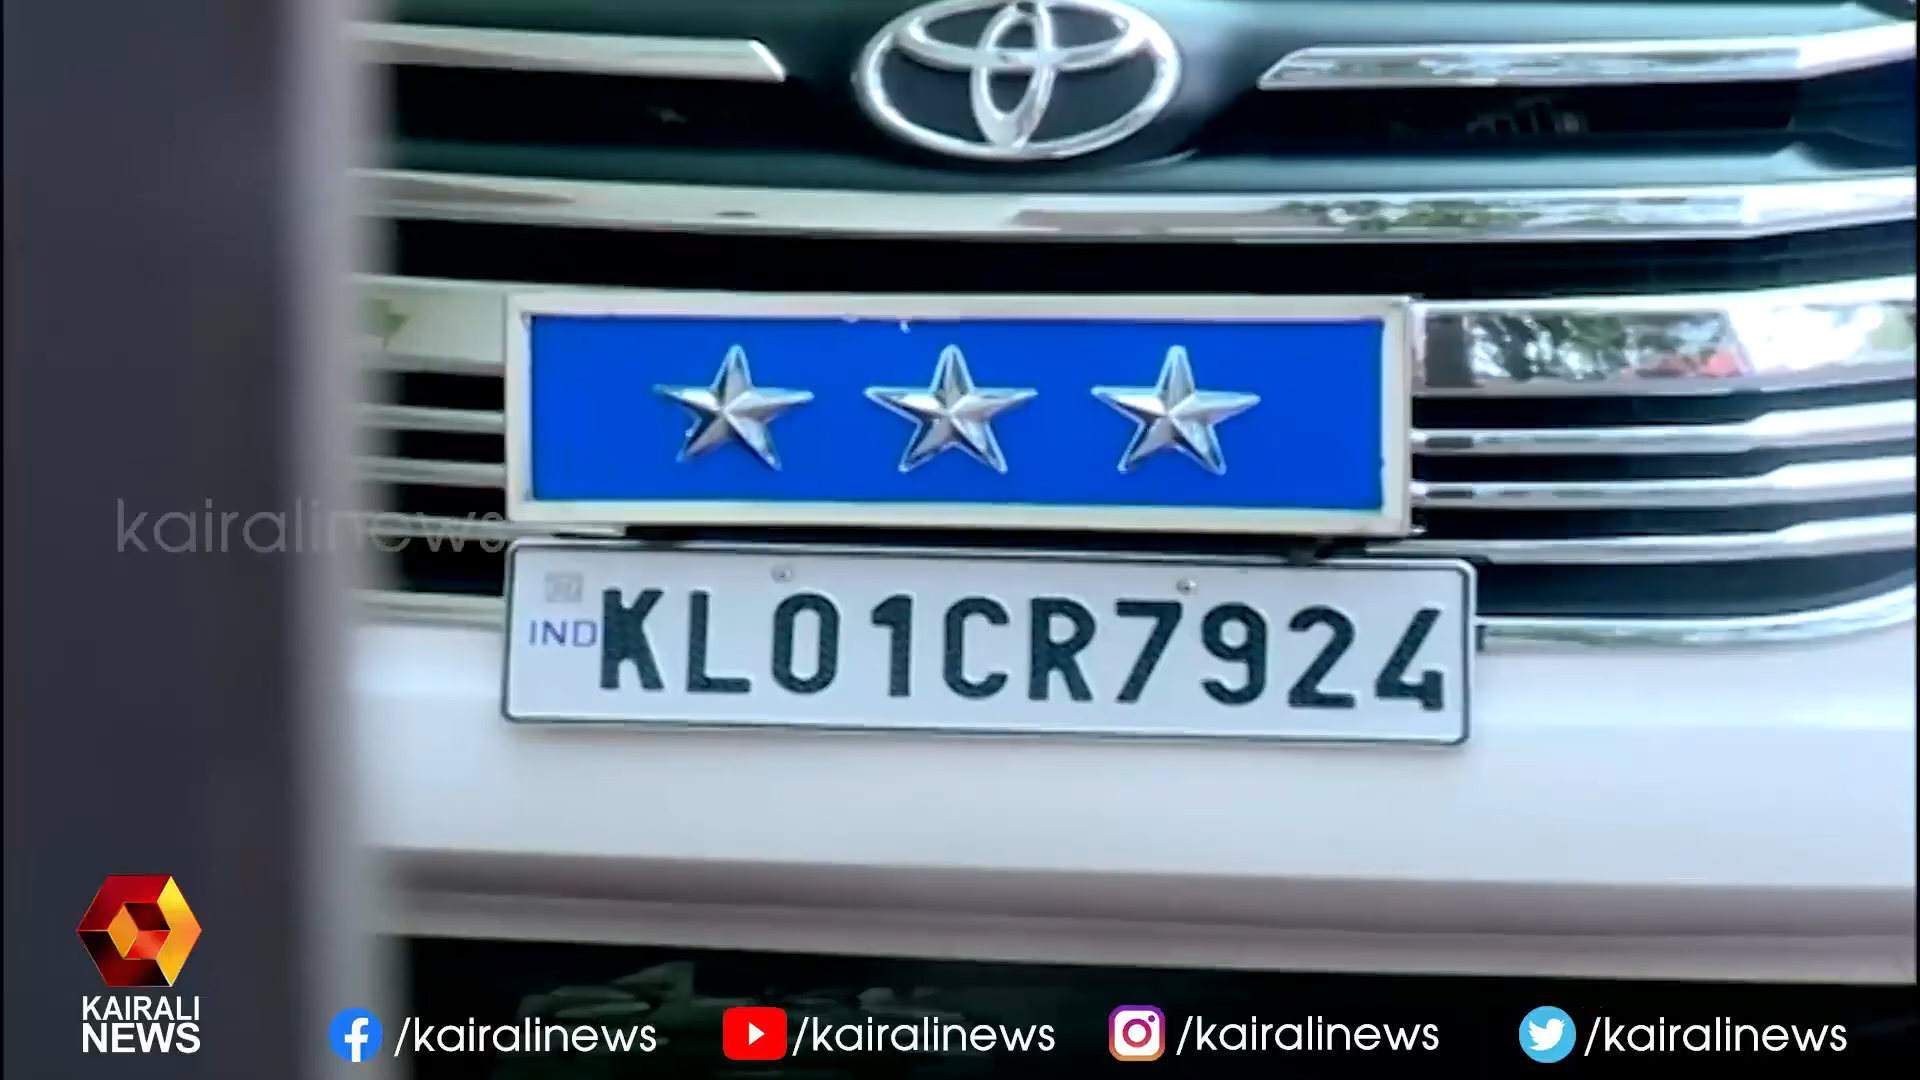 kairalinews
IND
KL01CR7924
KAIRALI
NEWS
/kairalinews
/kairalinews
/kairalinews
/kairalinews